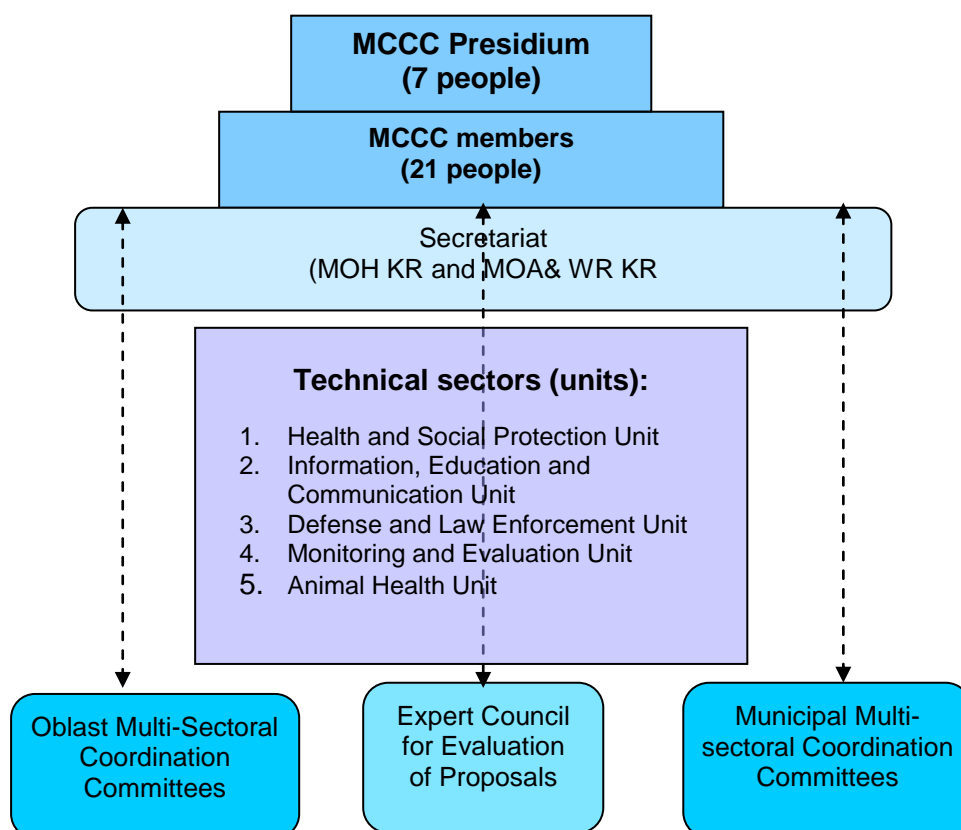 MCCC Presidium
(7 people)
MCCC members
(21 people)
Secretariat
(MOH KR and MOA& WR KR
Technical sectors (units):
1. Health and Social Protection Unit
2. Information, Education and
Communication Unit
3. Defense and Law Enforcement Unit
4. Monitoring and Evaluation Unit
5. Animal Health Unit
Oblast Multi-Sectoral
Coordination
Committees
Expert Council
for Evaluation
of Proposals
Municipal Multi-
sectoral Coordination
Committees